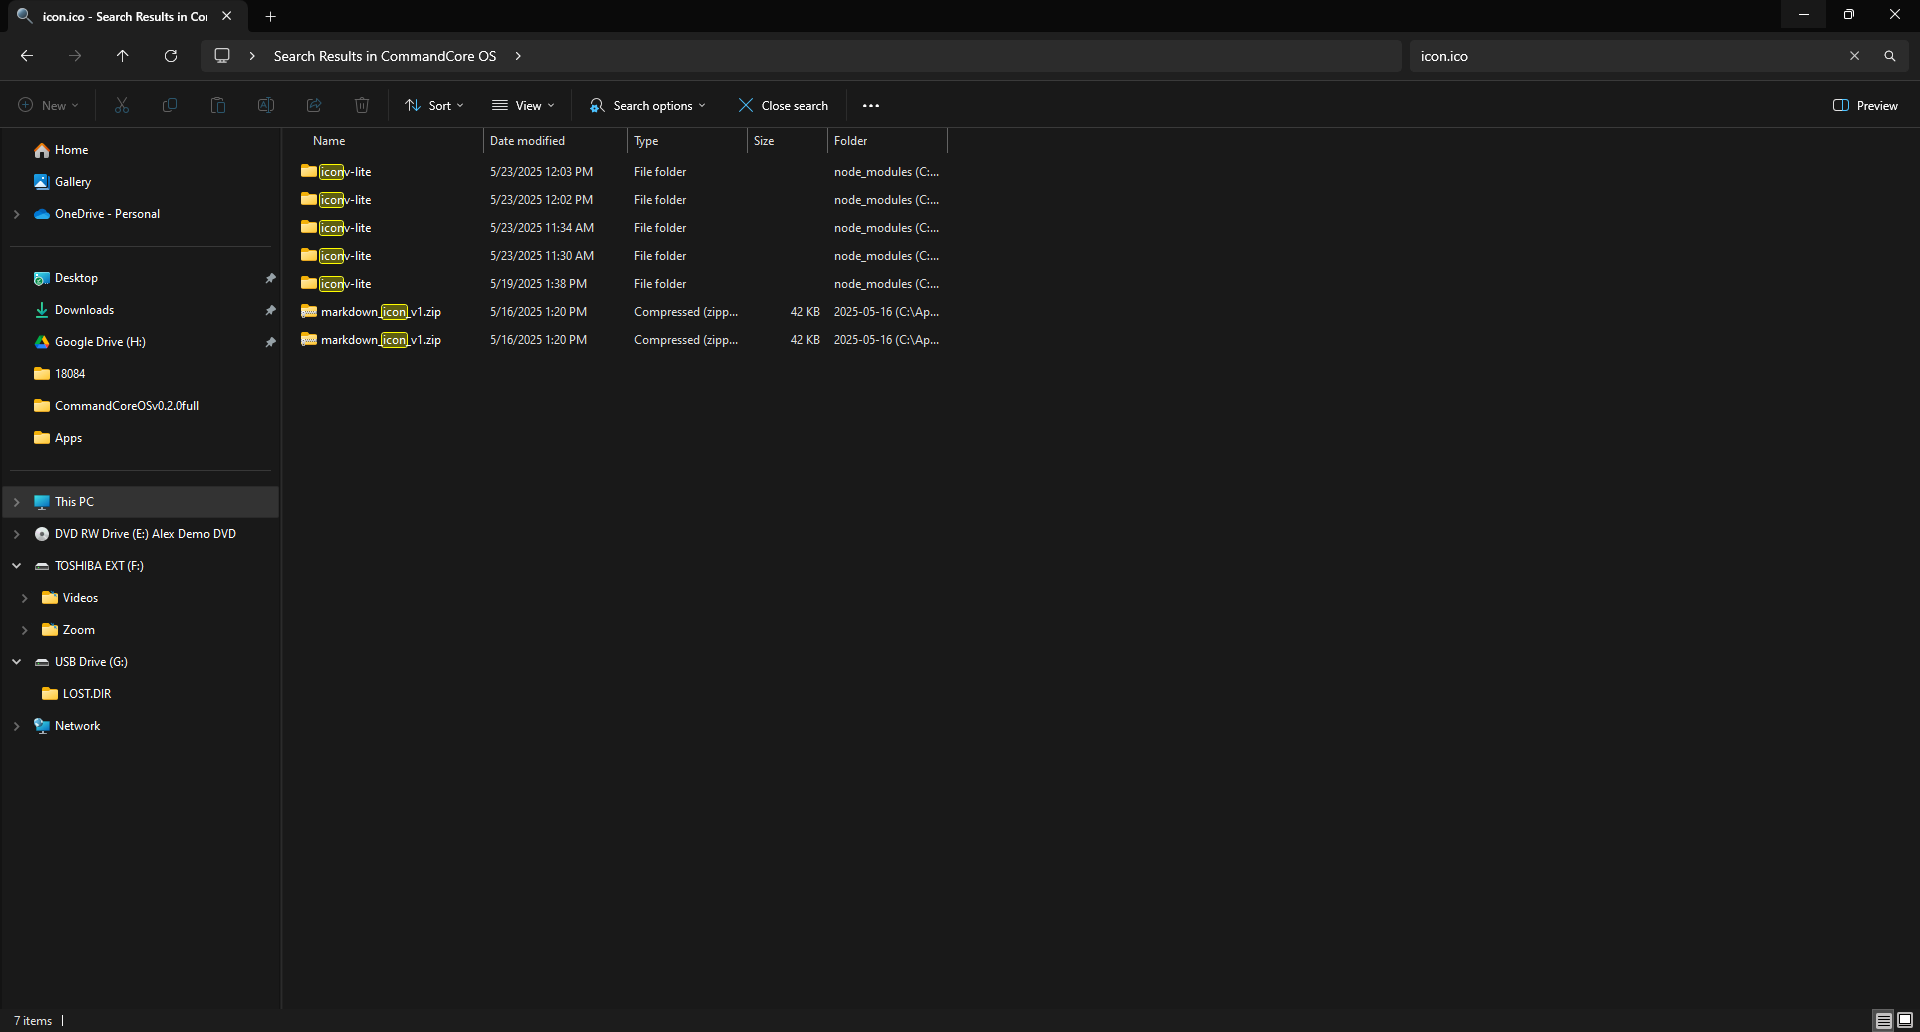 icon.ico - Search Results in Co
Search Results in CommandCore OS
icon.ico
New
Sort
View
Search options
Close search
Preview
Home
Gallery
OneDrive - Personal
Desktop
Downloads
Google Drive (H:)
18084
CommandCoreOSv0.2.0full
Apps
This PC
DVD RW Drive (E:) Alex Demo DVD
TOSHIBA EXT (F:)
Videos
Zoom
USB Drive (G:)
LOST.DIR
Network
Name Date modified Type Size Folder
iconv-lite 5/23/2025 12:03 PM File folder node_modules (C:...
iconv-lite 5/23/2025 12:02 PM File folder node_modules (C:...
iconv-lite 5/23/2025 11:34 AM File folder node_modules (C:...
iconv-lite 5/23/2025 11:30 AM File folder node_modules (C:...
iconv-lite 5/19/2025 1:38 PM File folder node_modules (C:...
markdown_icon_v1.zip 5/16/2025 1:20 PM Compressed (zipp... 42 KB 2025-05-16 (C:\Ap...
markdown_icon_v1.zip 5/16/2025 1:20 PM Compressed (zipp... 42 KB 2025-05-16 (C:\Ap...
7 items